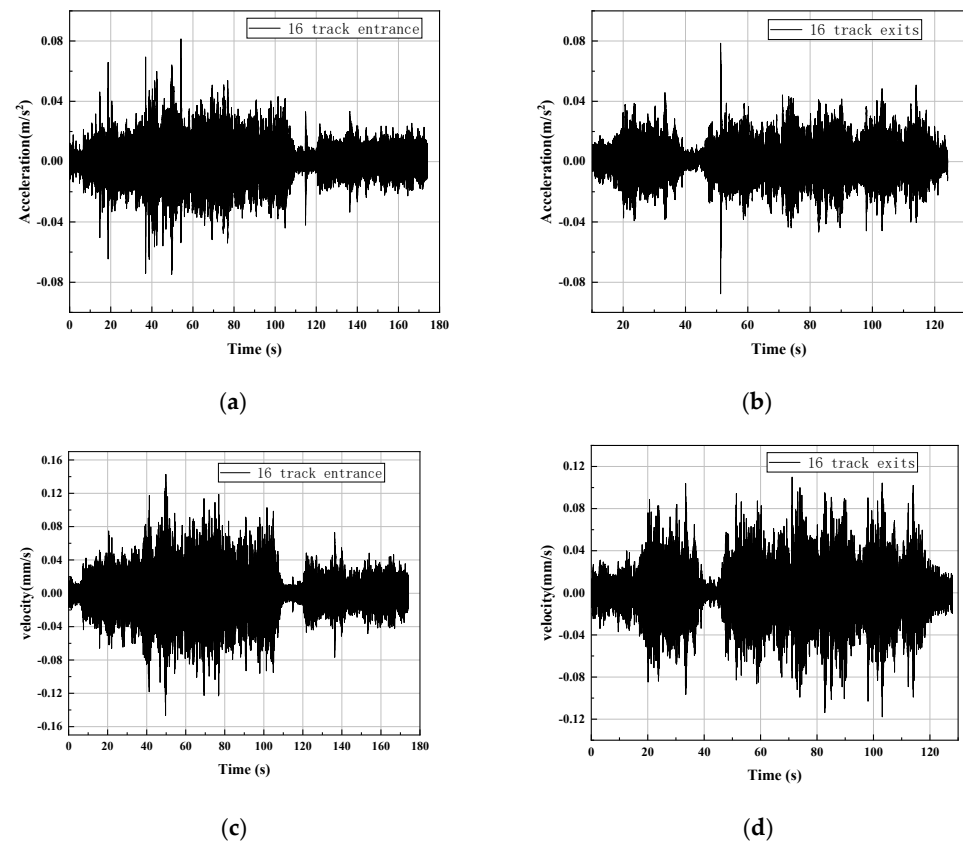 16 track entrance
0.08
0.04
0.00
-0.04
-0.08
Acceleration(m/s²)
0 20 40 60 80 100 120 140 160 180
Time (s)
(a)
16 track exits
0.08
0.04
0.00
-0.04
-0.08
Acceleration(m/s²)
20 40 60 80 100 120
Time (s)
(b)
16 track entrance
0.16
0.12
0.08
0.04
0.00
-0.04
-0.08
-0.12
-0.16
velocity(mm/s)
0 20 40 60 80 100 120 140 160 180
Time (s)
(c)
16 track exits
0.12
0.08
0.04
0.00
-0.04
-0.08
-0.12
velocity(mm/s)
0 20 40 60 80 100 120
Time (s)
(d)